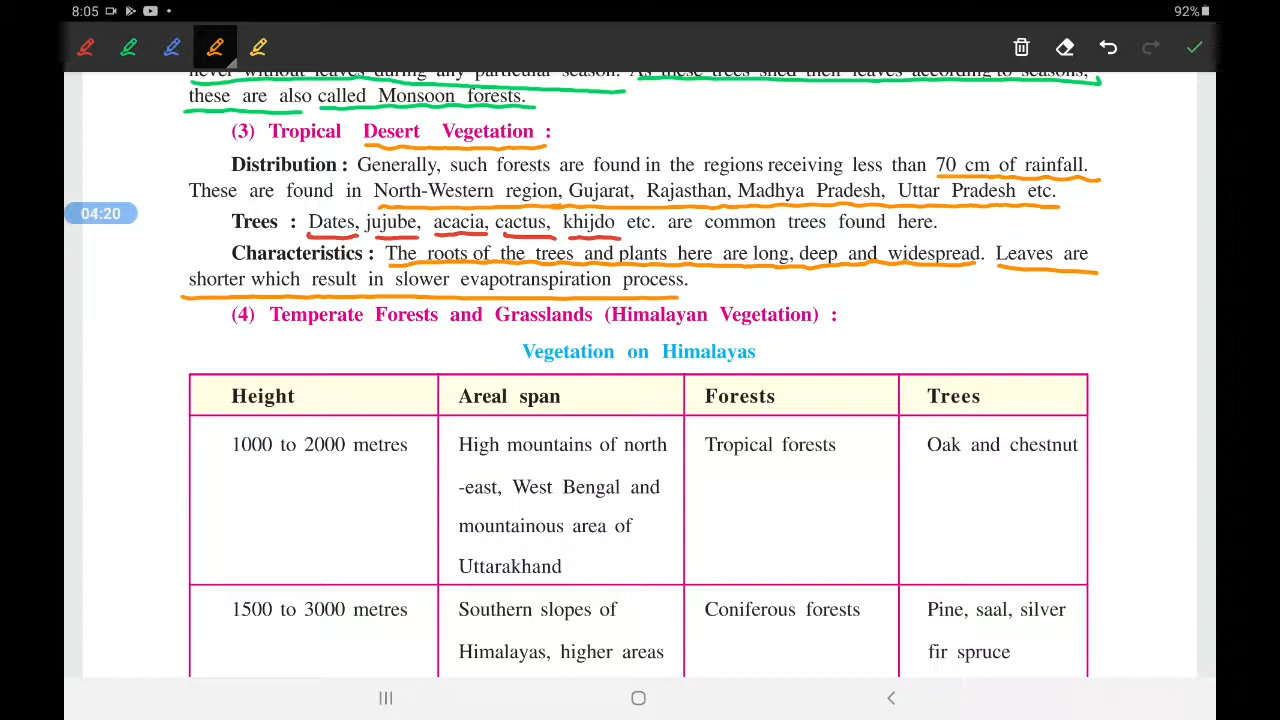 8:05
92%
never without leaves during any particular season. As these trees shed their leaves according to seasons,
these are also called Monsoon forests.
(3) Tropical Desert Vegetation :
Distribution : Generally, such forests are found in the regions receiving less than 70 cm of rainfall.
These are found in North-Western region, Gujarat, Rajasthan, Madhya Pradesh, Uttar Pradesh etc.
04:20
Trees : Dates, jujube, acacia, cactus, khijdo etc. are common trees found here.
Characteristics : The roots of the trees and plants here are long, deep and widespread. Leaves are
shorter which result in slower evapotranspiration process.
(4) Temperate Forests and Grasslands (Himalayan Vegetation) :
Vegetation on Himalayas
Height Areal span Forests Trees
1000 to 2000 metres High mountains of north Tropical forests Oak and chestnut
-east, West Bengal and
mountainous area of
Uttarakhand
1500 to 3000 metres Southern slopes of Coniferous forests Pine, saal, silver
Himalayas, higher areas fir spruce